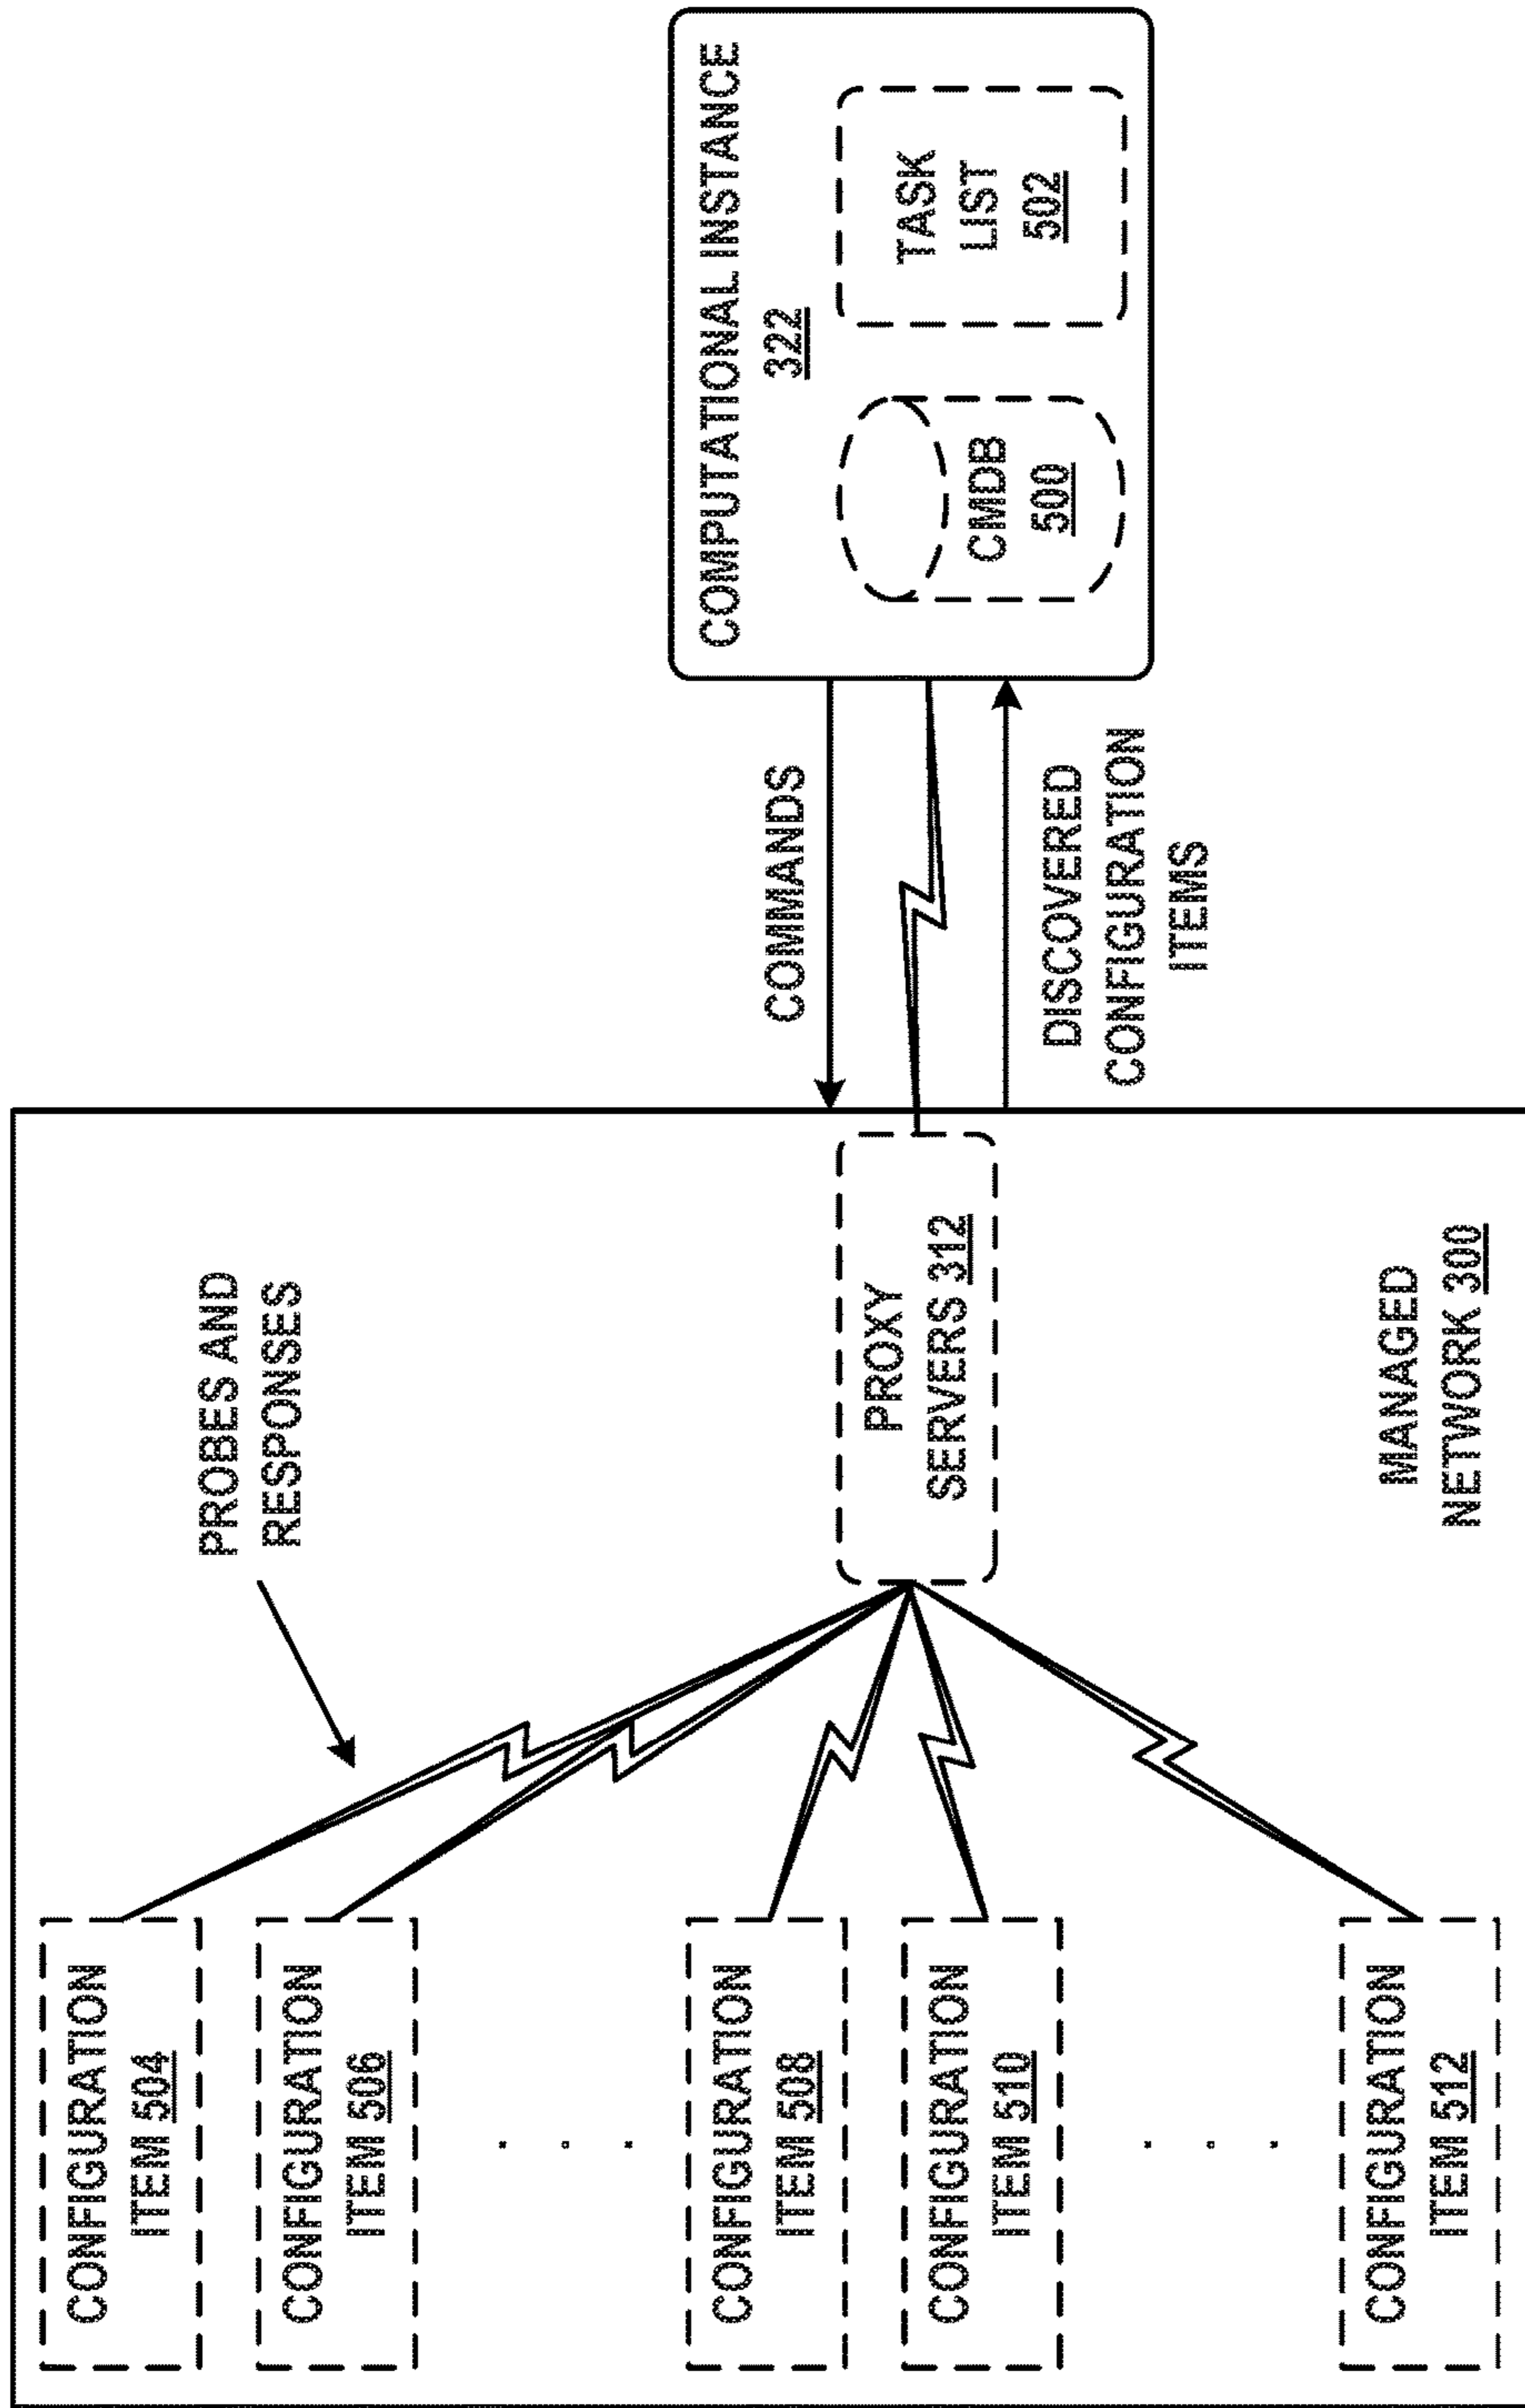 COMPUTATIONAL INSTANCE
322
CMDB
500
TASK
LIST
502
COMMANDS
DISCOVERED
CONFIGURATION
ITEMS
PROBES AND
RESPONSES
PROXY
SERVERS 312
MANAGED
NETWORK 300
CONFIGURATION
ITEM 504
CONFIGURATION
ITEM 506
CONFIGURATION
ITEM 508
CONFIGURATION
ITEM 510
CONFIGURATION
ITEM 512